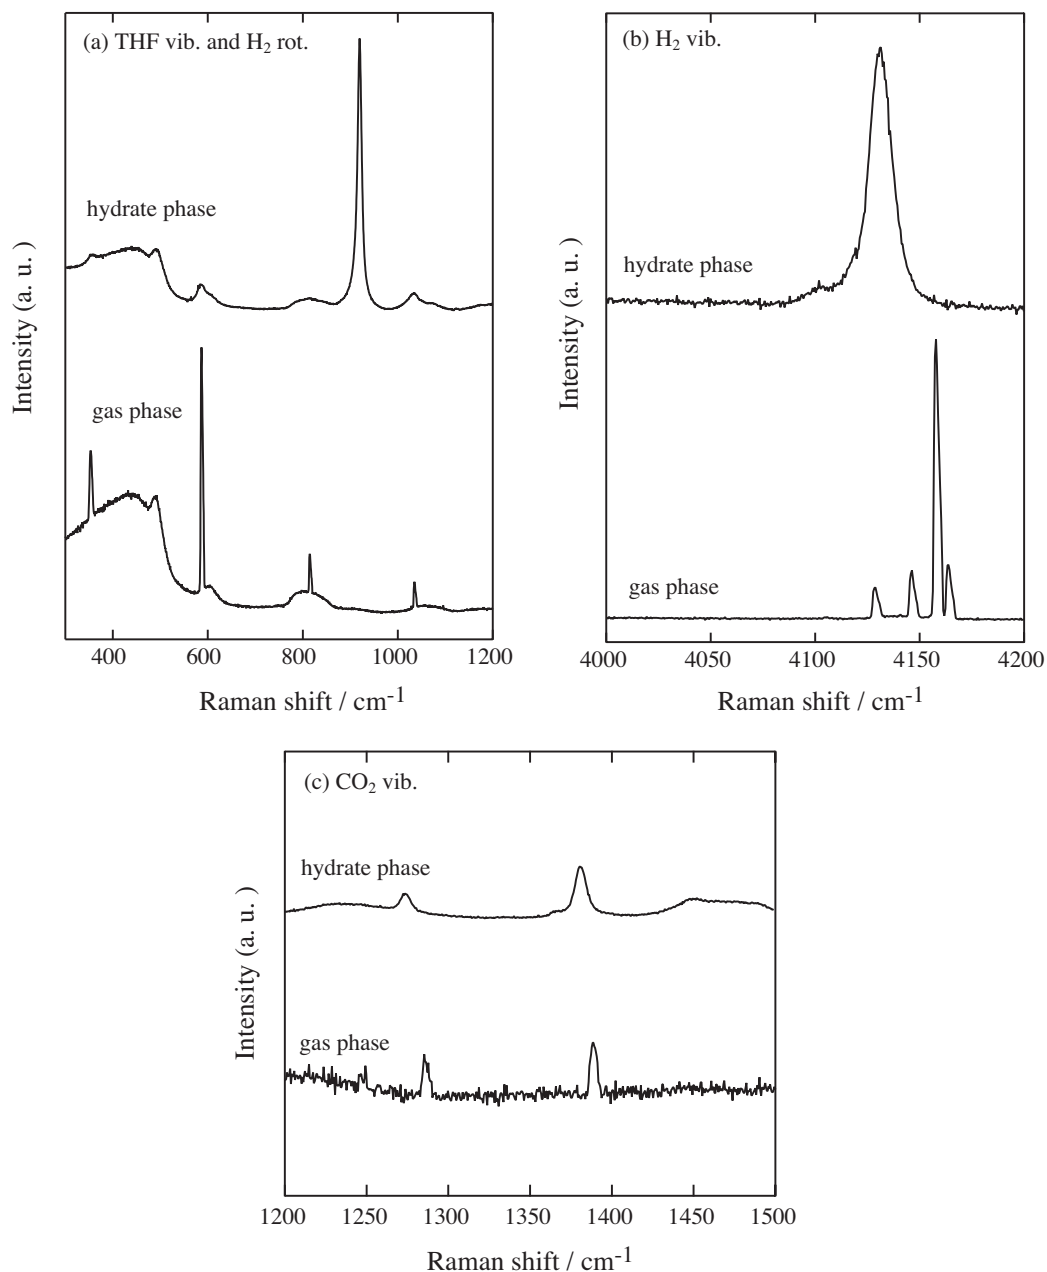 (a) THF vib. and H2 rot.
hydrate phase
gas phase
Intensity (a. u. )
400 600 800 1000 1200
Raman shift / cm-1
(b) H2 vib.
hydrate phase
gas phase
Intensity (a. u. )
4000 4050 4100 4150 4200
Raman shift / cm-1
(c) CO2 vib.
hydrate phase
gas phase
Intensity (a. u. )
1200 1250 1300 1350 1400 1450 1500
Raman shift / cm-1